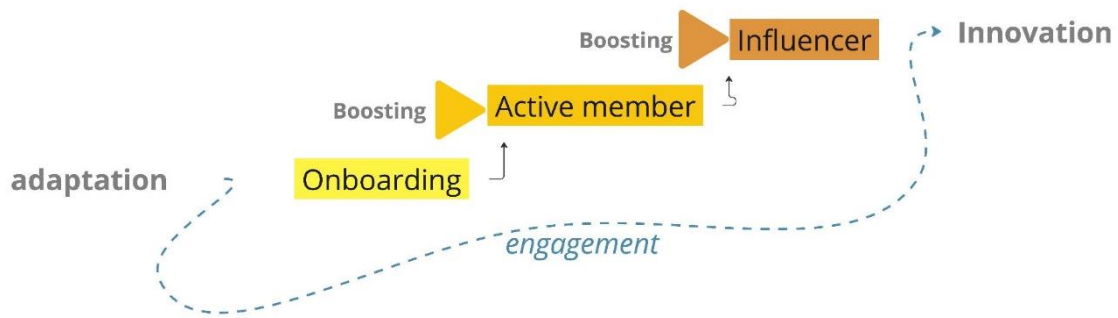 Boosting
Influencer
Innovation
Boosting
Active member
adaptation
Onboarding
engagement